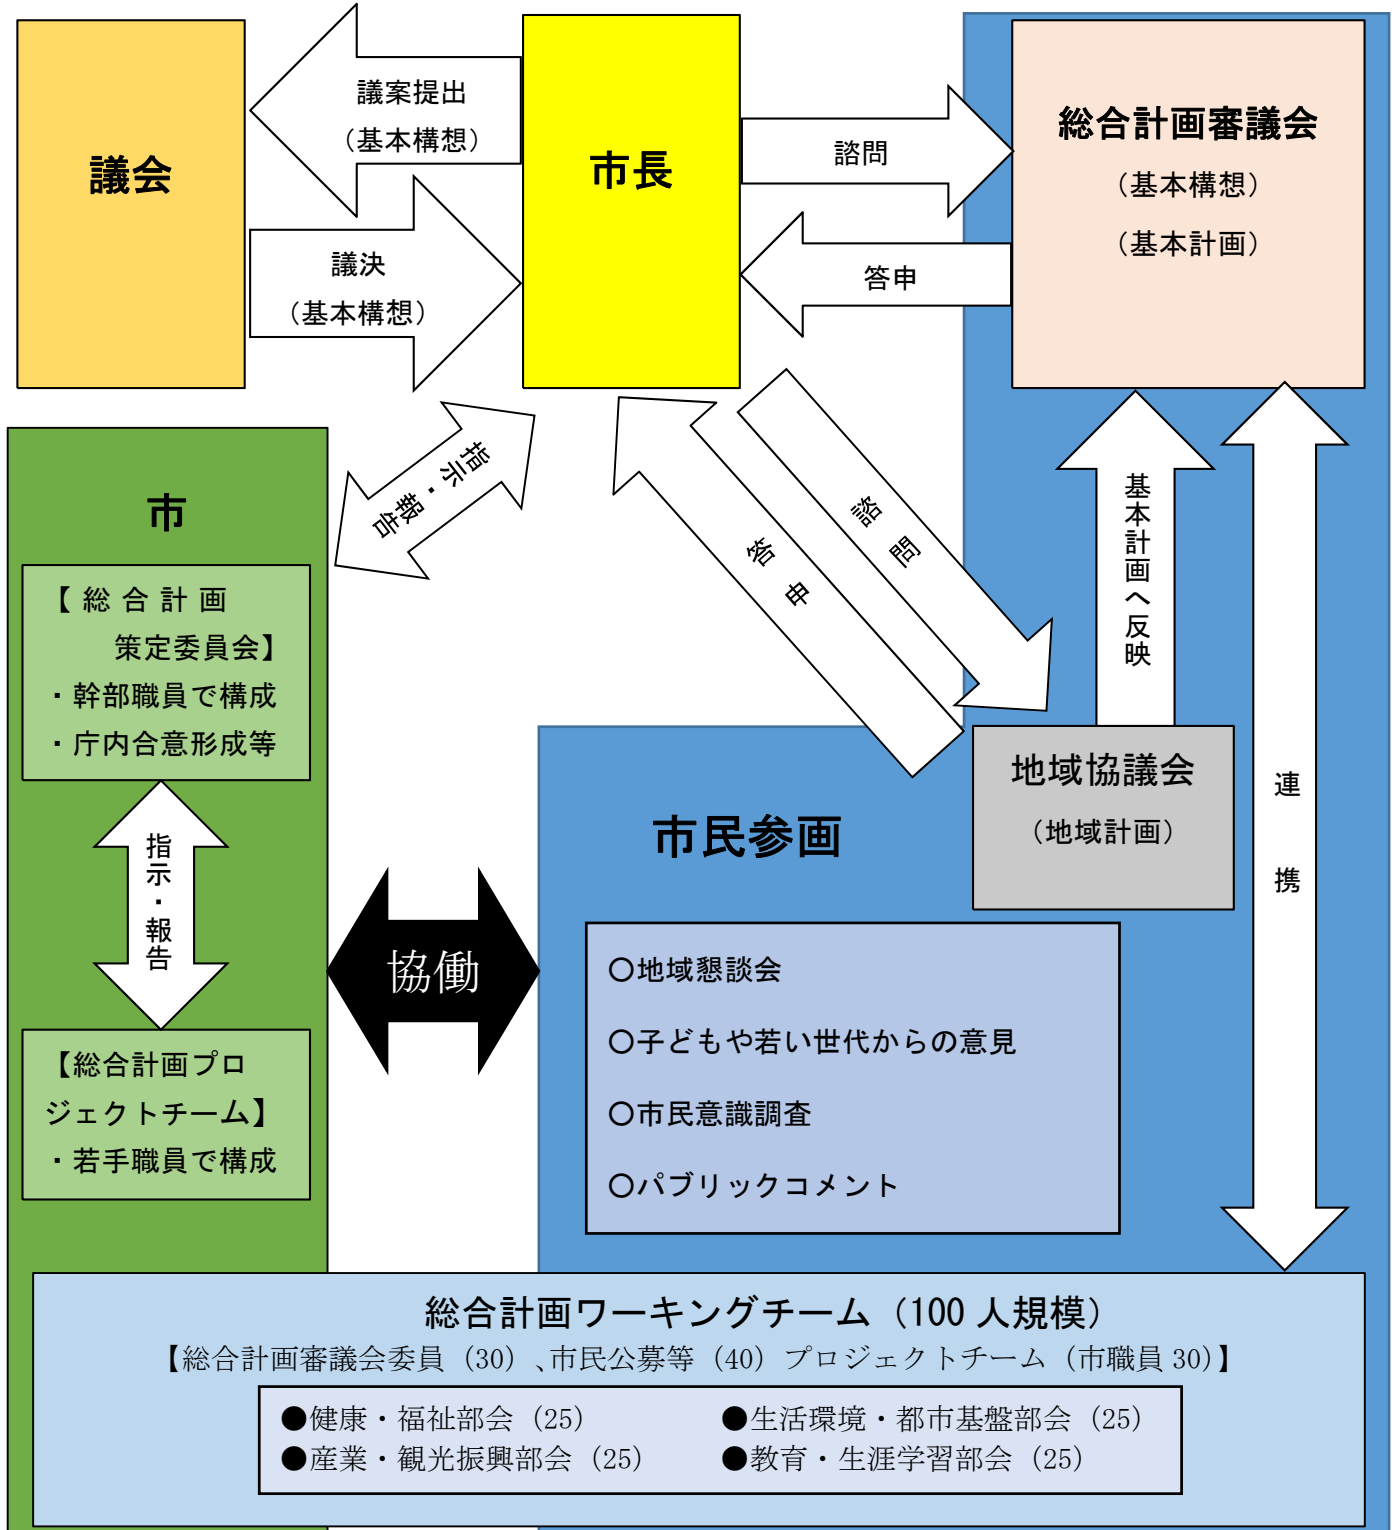 議会
議案提出
（基本構想）
議決
（基本構想）
市長
諮問
答申
総合計画審議会
（基本構想）
（基本計画）
指示・報告
答申
諮問
基本計画へ反映
連携
市
【 総 合 計 画
策定委員会】
・幹部職員で構成
・庁内合意形成等
指示・報告
【総合計画プロ
ジェクトチーム】
・若手職員で構成
協働
市民参画
地域協議会
（地域計画）
○地域懇談会
○子どもや若い世代からの意見
○市民意識調査
○パブリックコメント
総合計画ワーキングチーム（100 人規模）
【総合計画審議会委員（30）、市民公募等（40）プロジェクトチーム（市職員 30）】
●健康・福祉部会（25）
●生活環境・都市基盤部会（25）
●産業・観光振興部会（25）
●教育・生涯学習部会（25）